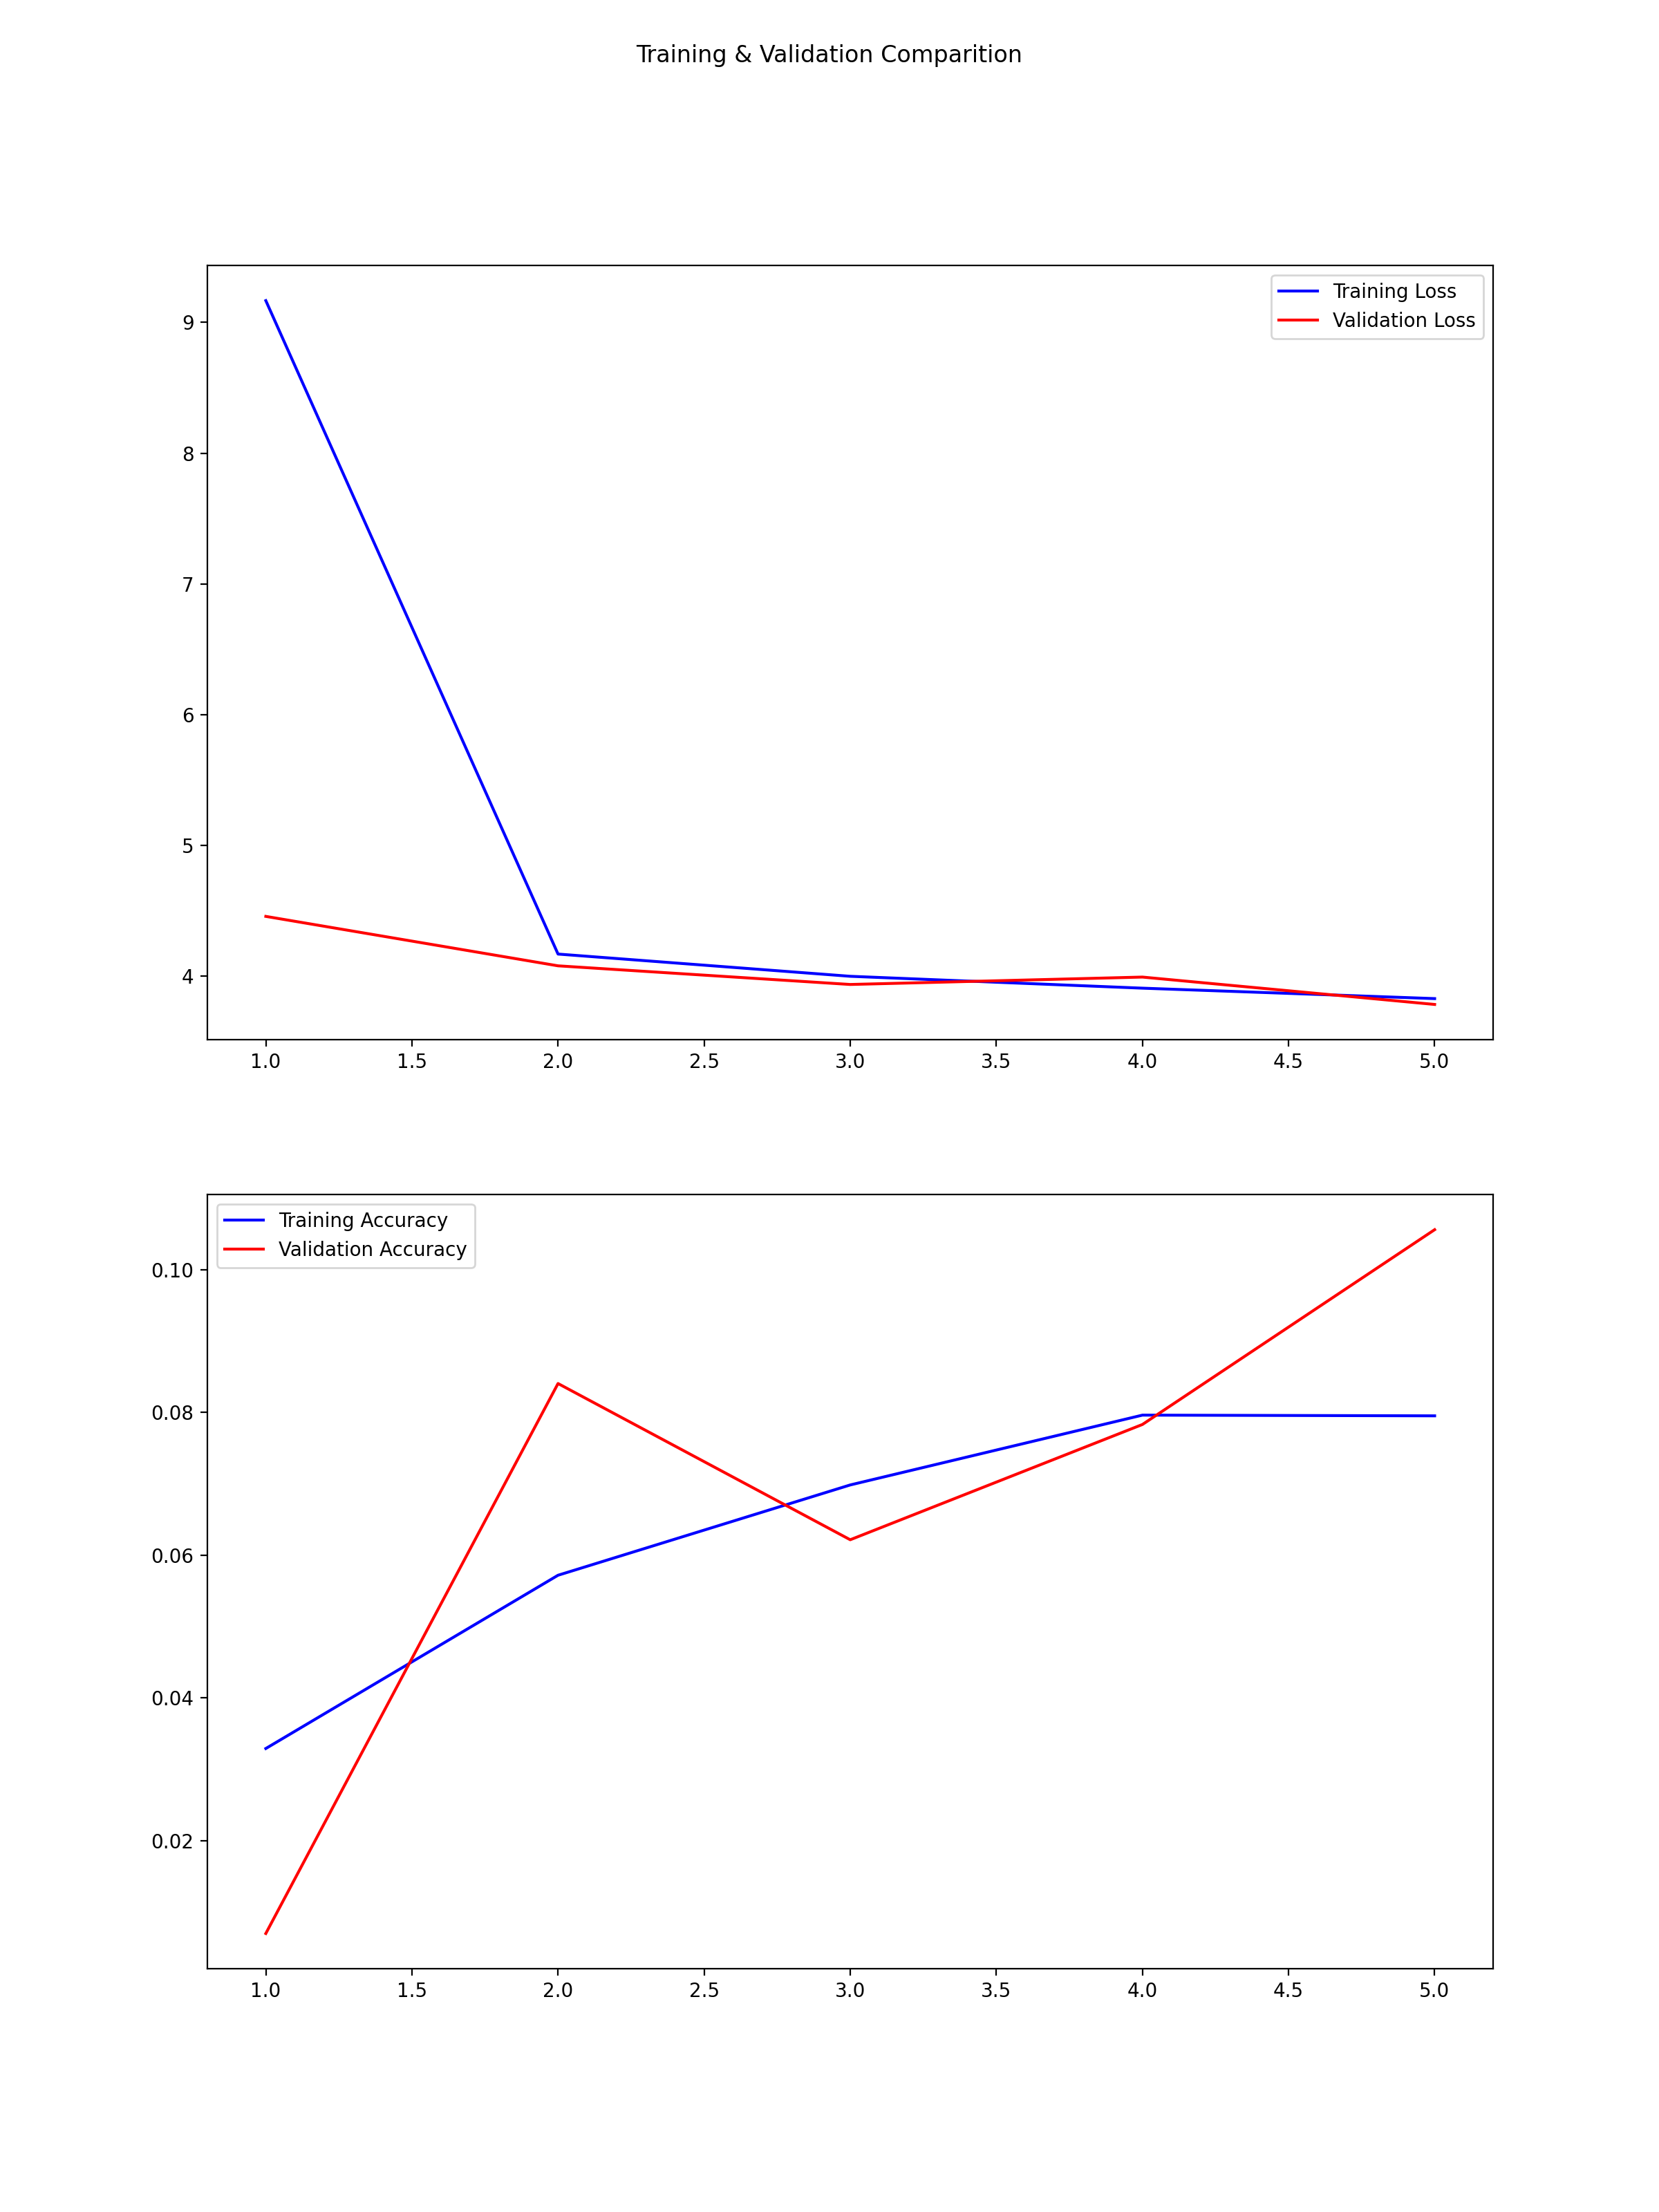 Training & Validation Comparition
Training Loss
Validation Loss
9
8
7
6
5
4
1.0 1.5 2.0 2.5 3.0 3.5 4.0 4.5 5.0
Training Accuracy
Validation Accuracy
0.10
0.08
0.06
0.04
0.02
1.0 1.5 2.0 2.5 3.0 3.5 4.0 4.5 5.0